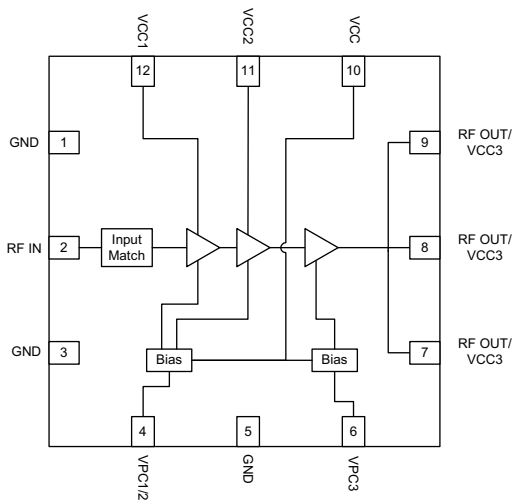 VCC1
VCC2
VCC
12
11
10
GND
1
9
RF OUT/
VCC3
RF IN
2
Input
Match
8
RF OUT/
VCC3
GND
3
Bias
Bias
7
RF OUT/
VCC3
4
5
6
VPC1/2
GND
VPC3